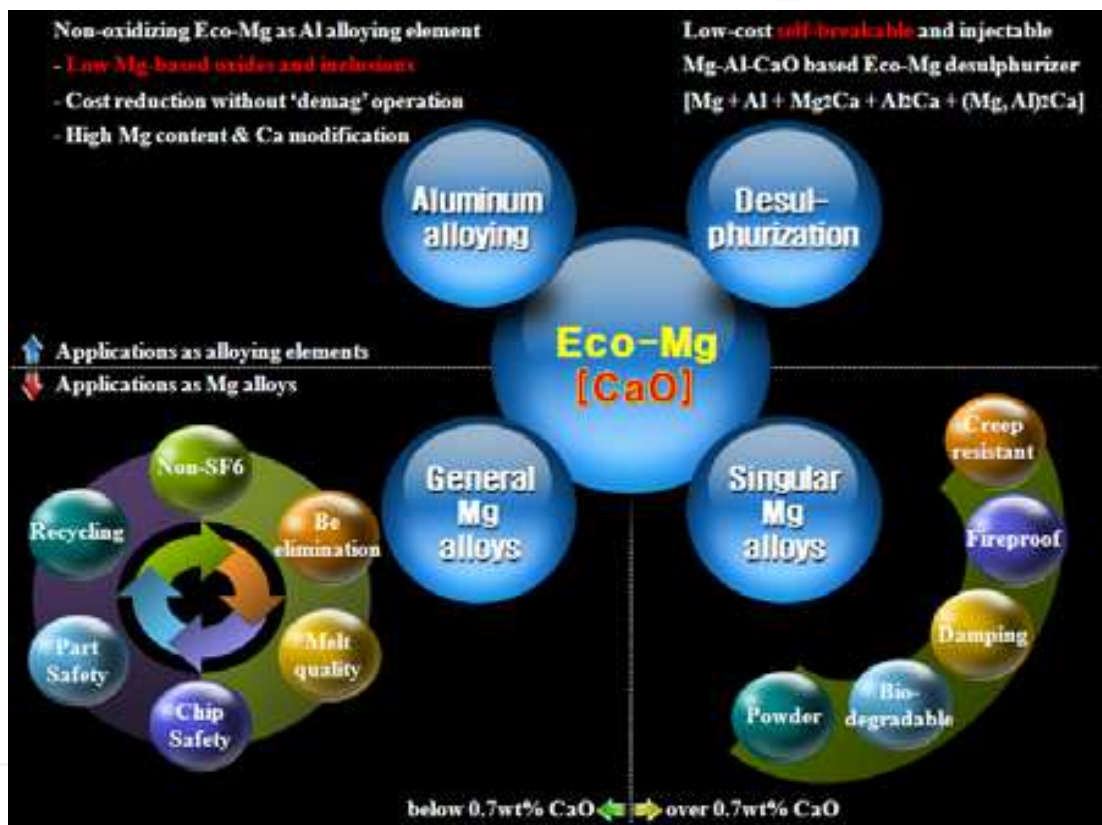 Non-oxidizing Eco-Mg as Al alloying element
- Low Mg-based oxides and inclusions
- Cost reduction without 'demag' operation
- High Mg content & Ca modification
Low-cost self-breakable and injectable
Mg-Al-CaO based Eco-Mg desulphurizer
[Mg + Al + Mg2Ca + Al2Ca + (Mg, Al)2Ca]
Aluminum
alloying
Desul-
phurization
Eco-Mg
[CaO]
Applications as alloying elements
Applications as Mg alloys
General
Mg
alloys
Singular
Mg
alloys
Non-SF6
Be
elimination
Melt
quality
Chip
Safety
Part
Safety
Recycling
Creep
resistant
Fireproof
Damping
Bio-
degradable
Powder
below 0.7wt% CaO
over 0.7wt% CaO